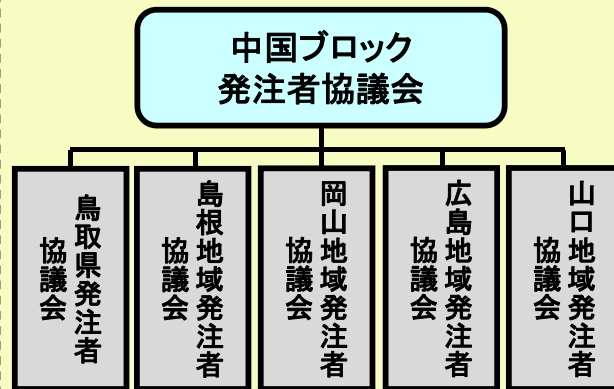 中国ブロック
発注者協議会
鳥取県発注者
協議会
島根地域発注者
協議会
岡山地域発注者
協議会
広島地域発注者
協議会
山口地域発注者
協議会